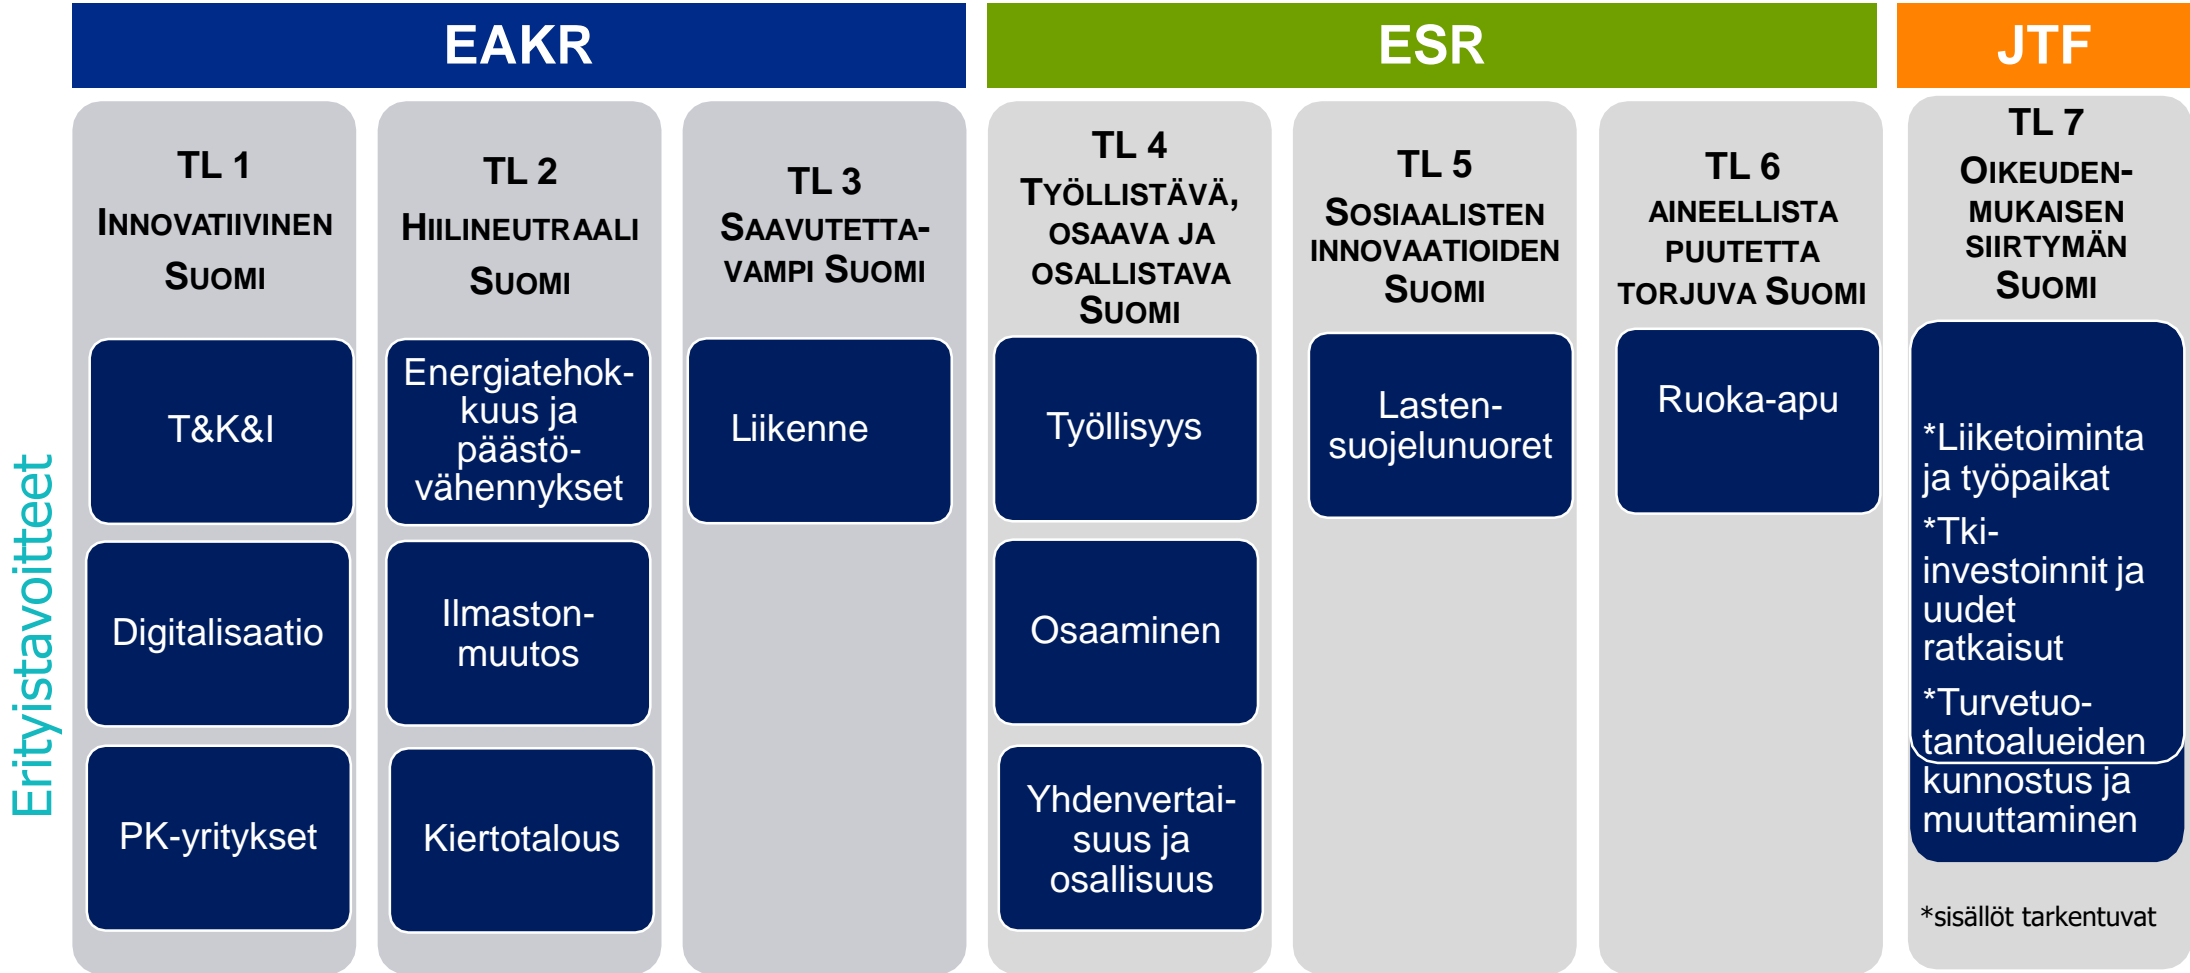 EAKR
ESR
JTF
Erityistavoitteet
TL 1
INNOVATIIVINEN
SUOMI
T&K&I
Digitalisaatio
PK-yritykset
TL 2
HIILINEUTRAALI
SUOMI
Energiatehok-
kuus ja
päästö-
vähennykset
Ilmaston-
muutos
Kiertotalous
TL 3
SAAVUTETTA-
VAMPI SUOMI
Liikenne
TL 4
TYÖLLISTÄVÄ,
OSAAVA JA
OSALLISTAVA
SUOMI
Työllisyys
Osaaminen
Yhdenvertai-
suus ja
osallisuus
TL 5
SOSIAALISTEN
INNOVAATIOIDEN
SUOMI
Lasten-
suojelunuoret
TL 6
AINEELLISTA
PUUTETTA
TORJUVA SUOMI
Ruoka-apu
TL 7
OIKEUDEN-
MUKAISEN
SIIRTYMÄN
SUOMI
*Liiketoiminta
ja työpaikat
*Tki-
investoinnit ja
uudet
ratkaisut
*Turvetuo-
tantoalueiden
kunnostus ja
muuttaminen
*sisällöt tarkentuvat